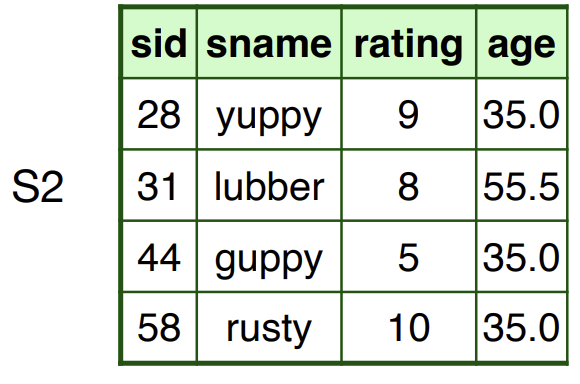 sid sname rating age
28 yuppy 9 35.0
S2 31 lubber 8 55.5
44 guppy 5 35.0
58 rusty 10 35.0